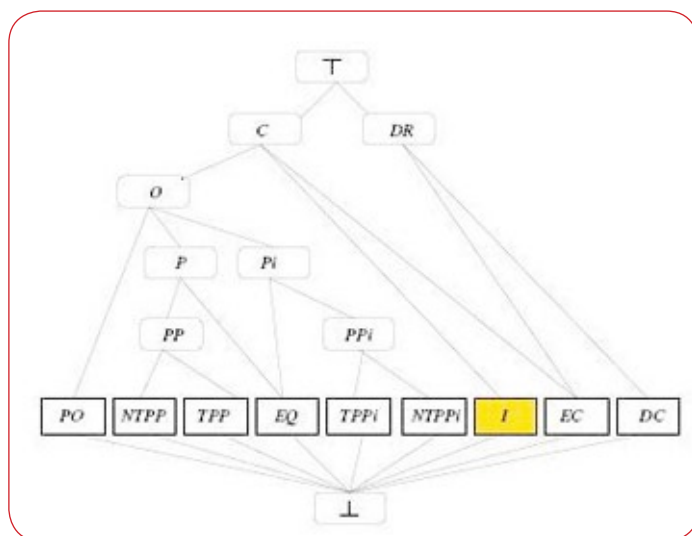 ⊤
C DR
O
P Pi
PP PPi
PO NTPP TPP EQ TPPi NTPPi I EC DC
⊥